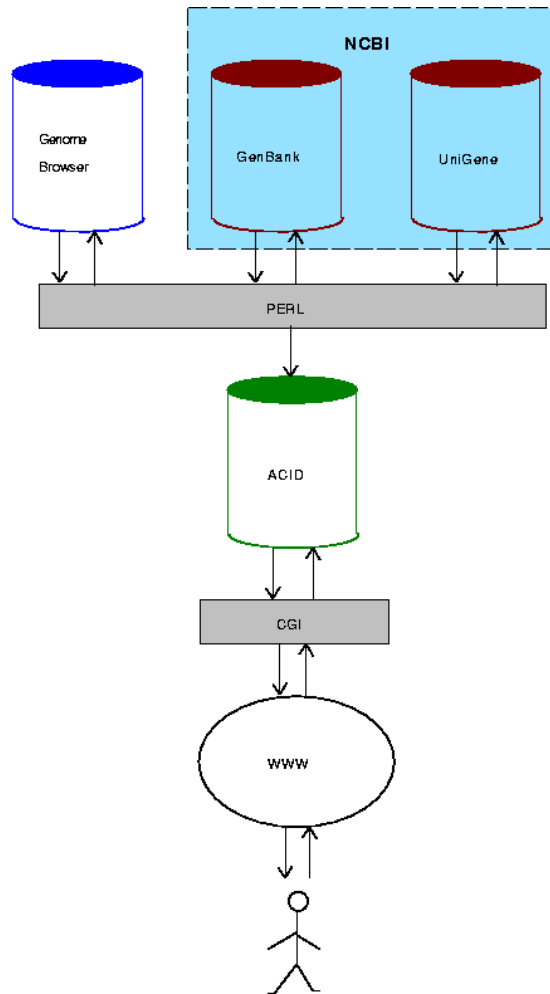 NCBI
Genome
Browser
GenBank
UniGene
PERL
ACID
CGI
WWW